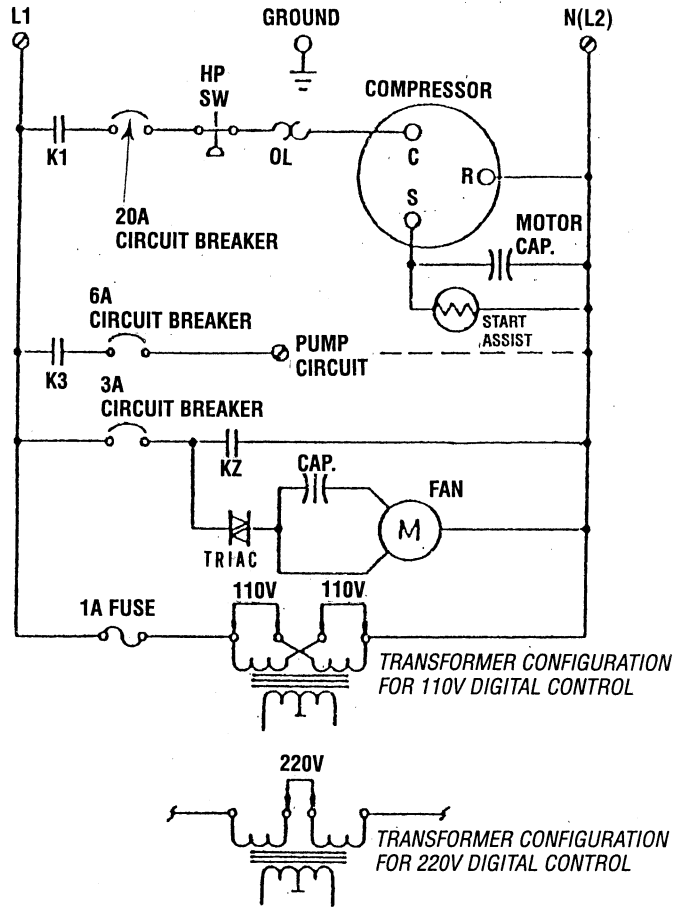 L1
GROUND
N(L2)
HP
SW
COMPRESSOR
K1
OL
C
R
S
20A
CIRCUIT BREAKER
MOTOR
CAP.
6A
CIRCUIT BREAKER
START
ASSIST
PUMP
CIRCUIT
K3
3A
CIRCUIT BREAKER
KZ
CAP.
FAN
M
TRIAC
110V
110V
1A FUSE
TRANSFORMER CONFIGURATION
FOR 110V DIGITAL CONTROL
220V
TRANSFORMER CONFIGURATION
FOR 220V DIGITAL CONTROL